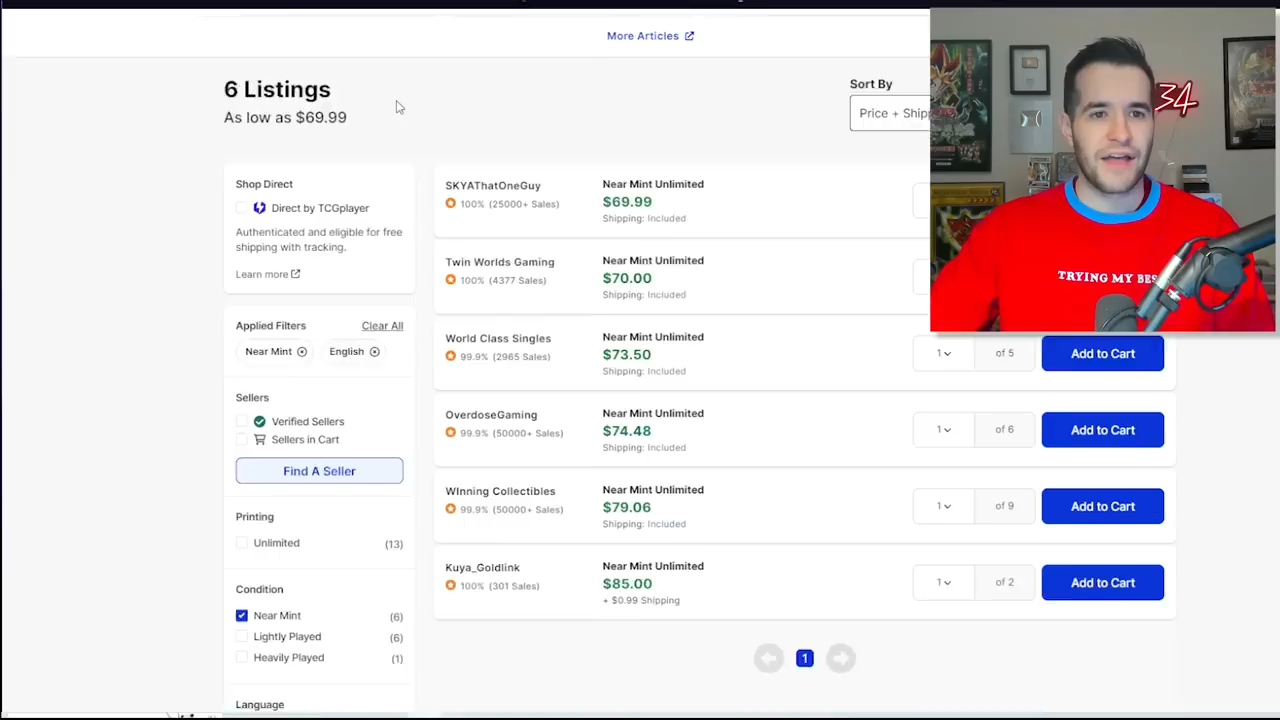 More Articles
6 Listings
As low as $69.99
Sort By
Price + Shipp
Shop Direct
Direct by TCGplayer
Authenticated and eligible for free
shipping with tracking.
Learn more
Applied Filters
Clear All
Near Mint
English
Sellers
Verified Sellers
Sellers in Cart
Find A Seller
Printing
Unlimited (13)
Condition
Near Mint (6)
Lightly Played (6)
Heavily Played (1)
Language
SKYAThatOneGuy
100% (25000+ Sales)
Near Mint Unlimited
$69.99
Shipping: Included
Twin Worlds Gaming
100% (4377 Sales)
Near Mint Unlimited
$70.00
Shipping: Included
World Class Singles
99.9% (2965 Sales)
Near Mint Unlimited
$73.50
Shipping: Included
1 of 5 Add to Cart
OverdoseGaming
99.9% (50000+ Sales)
Near Mint Unlimited
$74.48
Shipping: Included
1 of 6 Add to Cart
WInning Collectibles
99.9% (50000+ Sales)
Near Mint Unlimited
$79.06
Shipping: Included
1 of 9 Add to Cart
Kuya_Goldlink
100% (301 Sales)
Near Mint Unlimited
$85.00
+ $0.99 Shipping
1 of 2 Add to Cart
1
34
TRYING MY BES